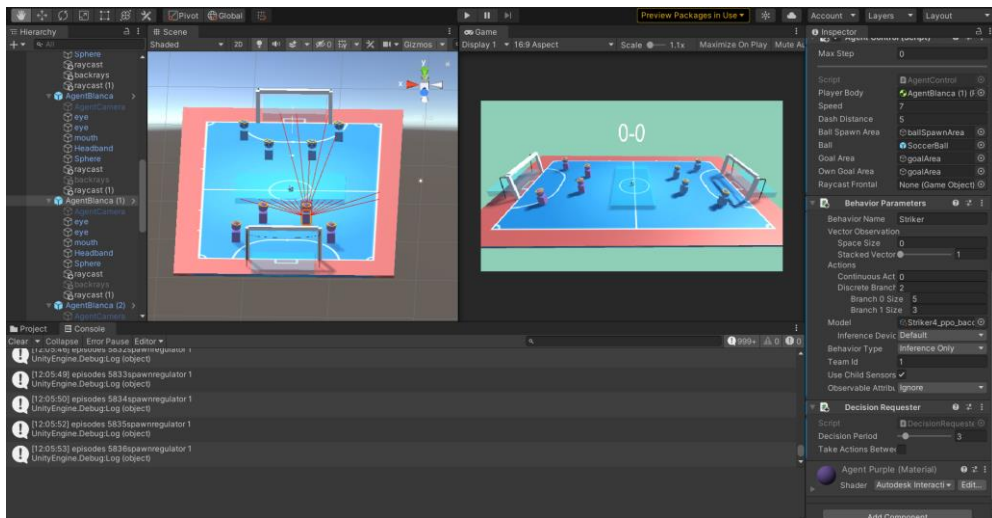 Pivot Global Preview Packages in Use Account Layers Layout
Hierarchy
All
Sphere
raycast
backrays
raycast (1)
AgentBlanca
AgentCamera
eye
eye
mouth
Headband
Sphere
raycast
backrays
raycast (1)
AgentBlanca (1)
AgentCamera
eye
eye
mouth
Headband
Sphere
raycast
backrays
raycast (1)
AgentBlanca (2)
AgentCamera
Scene
Shaded 2D 0 Gizmos
y
x
Game
Display 1 16:9 Aspect Scale 1.1x Maximize On Play Mute Au
0-0
Inspector
Agent Control (Script)
Max Step 0
Script AgentControl
Player Body AgentBlanca (1) (F
Speed 7
Dash Distance 5
Ball Spawn Area ballSpawnArea
Ball SoccerBall
Goal Area goalArea
Own Goal Area goalArea
Raycast Frontal None (Game Object)
Behavior Parameters
Behavior Name Striker
Vector Observation
Space Size 0
Stacked Vector 1
Actions
Continuous Act 0
Discrete Branch 2
Branch 0 Size 5
Branch 1 Size 3
Model Striker4_ppo_bacc
Inference Devic Default
Behavior Type Inference Only
Team Id 1
Use Child Sensors
Observable Attribu Ignore
Decision Requester
Script DecisionRequeste
Decision Period 3
Take Actions Betwee
Agent Purple (Material)
Shader Autodesk Interacti Edit...
Add Component
Project Console
Clear Collapse Error Pause Editor 999+ 0 0
[12:05:46] episodes 5832spawnregulator 1
UnityEngine.Debug:Log (object)
[12:05:49] episodes 5833spawnregulator 1
UnityEngine.Debug:Log (object)
[12:05:50] episodes 5834spawnregulator 1
UnityEngine.Debug:Log (object)
[12:05:52] episodes 5835spawnregulator 1
UnityEngine.Debug:Log (object)
[12:05:53] episodes 5836spawnregulator 1
UnityEngine.Debug:Log (object)